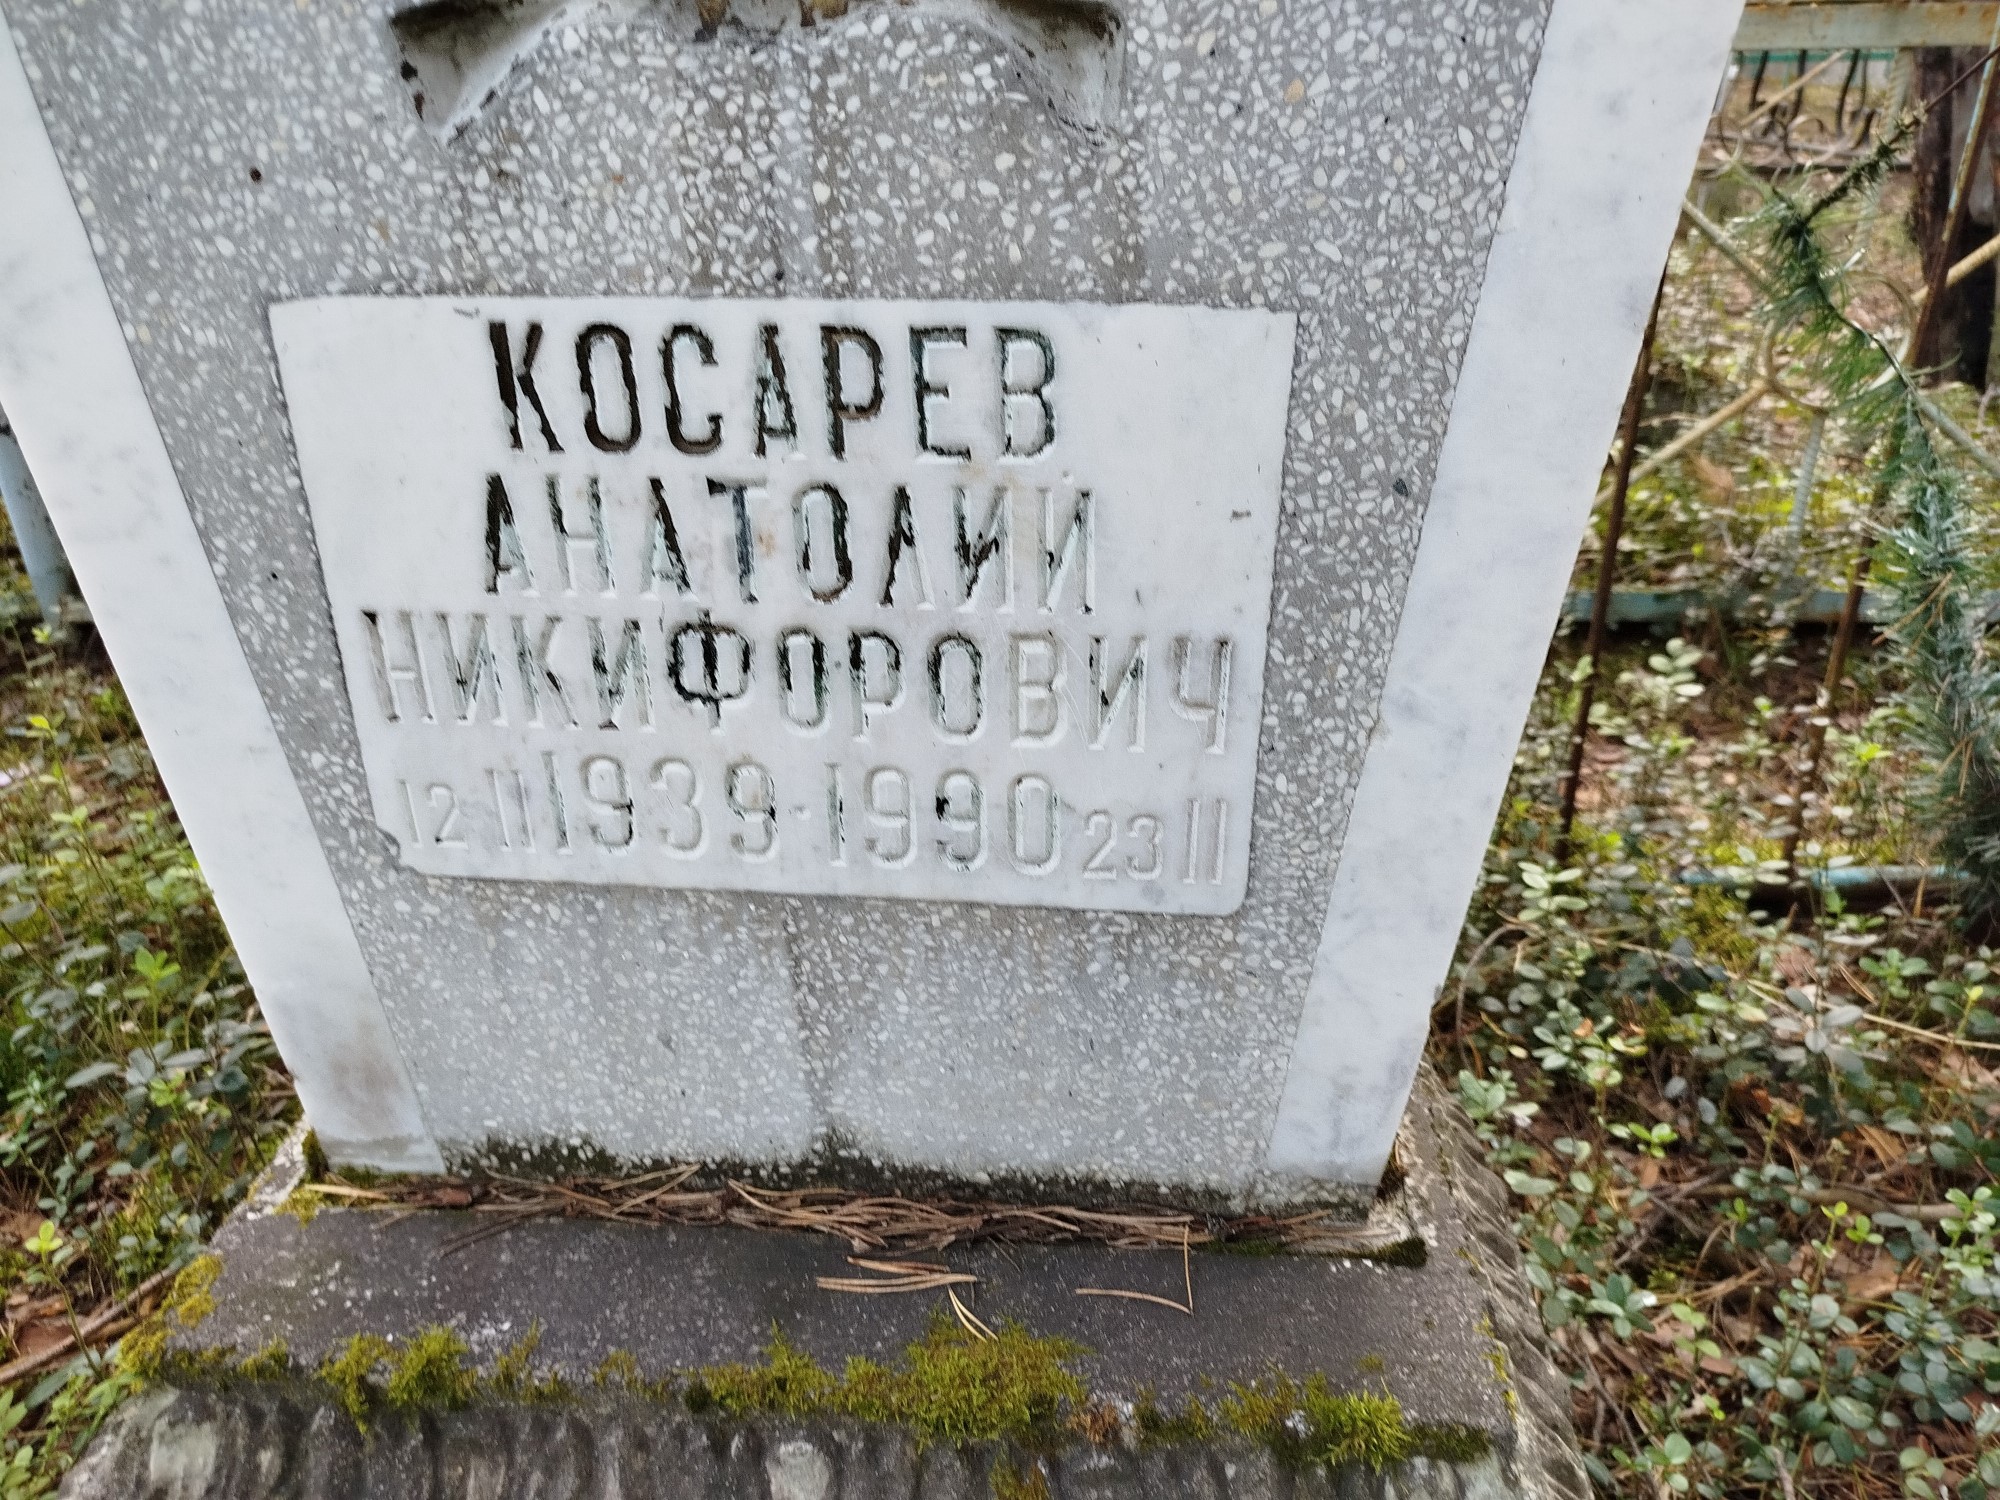 КОСАРЕВ
АНАТОЛИЙ
НИКИФОРОВИЧ
12 II 1939-1990 23 II